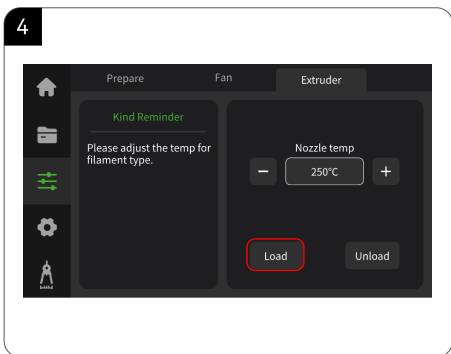 4
Prepare
Fan
Extruder
Kind Reminder
Please adjust the temp for
filament type.
Nozzle temp
− 250°C +
Load
Unload